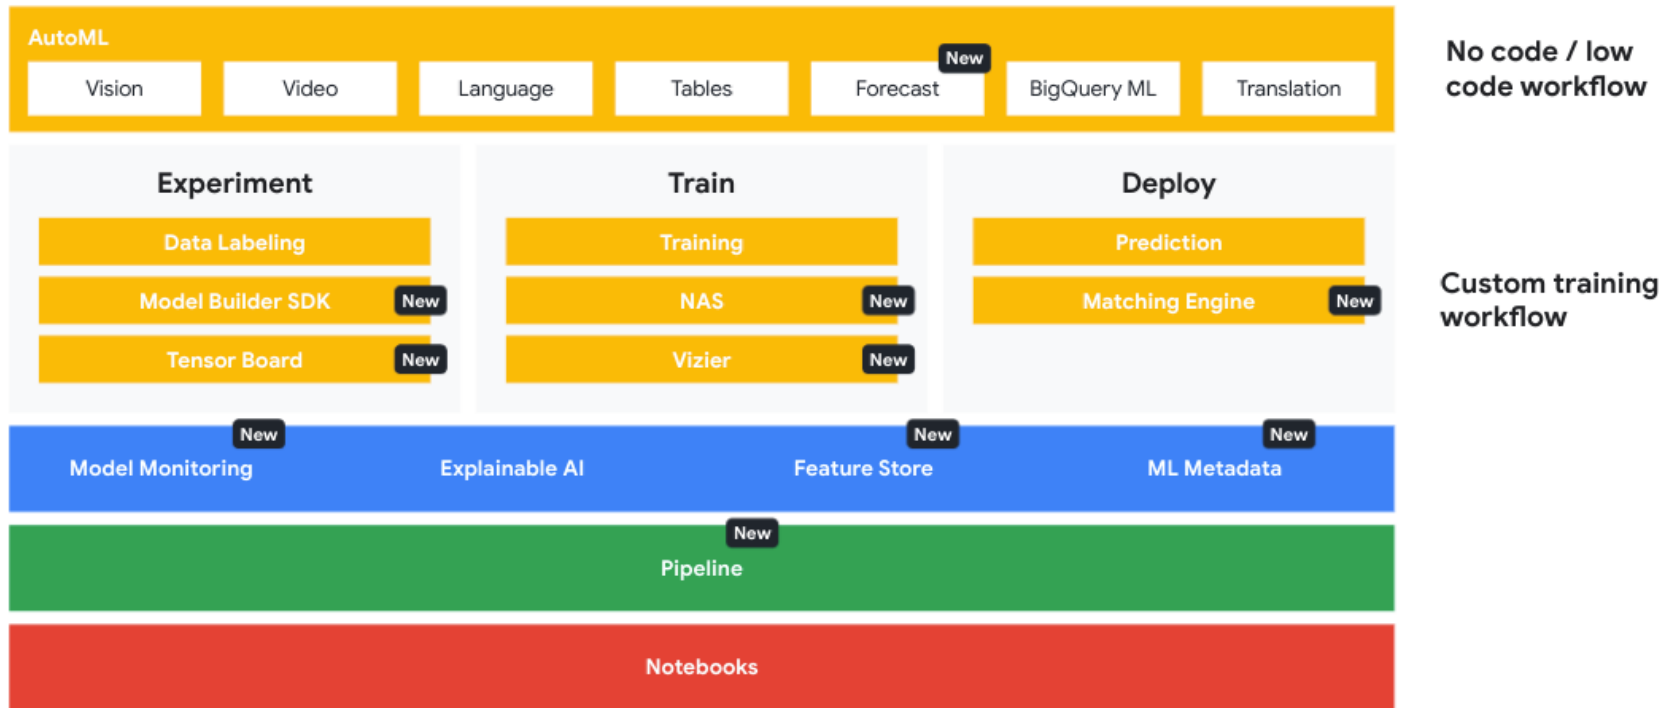 AutoML
New
Vision
Video
Language
Tables
Forecast
BigQuery ML
Translation
No code / low
code workflow
Experiment
Data Labeling
Model Builder SDK
New
Tensor Board
New
Train
Training
NAS
New
Vizier
New
Deploy
Prediction
Matching Engine
New
Custom training
workflow
New
Model Monitoring
Explainable AI
New
Feature Store
New
ML Metadata
New
Pipeline
Notebooks